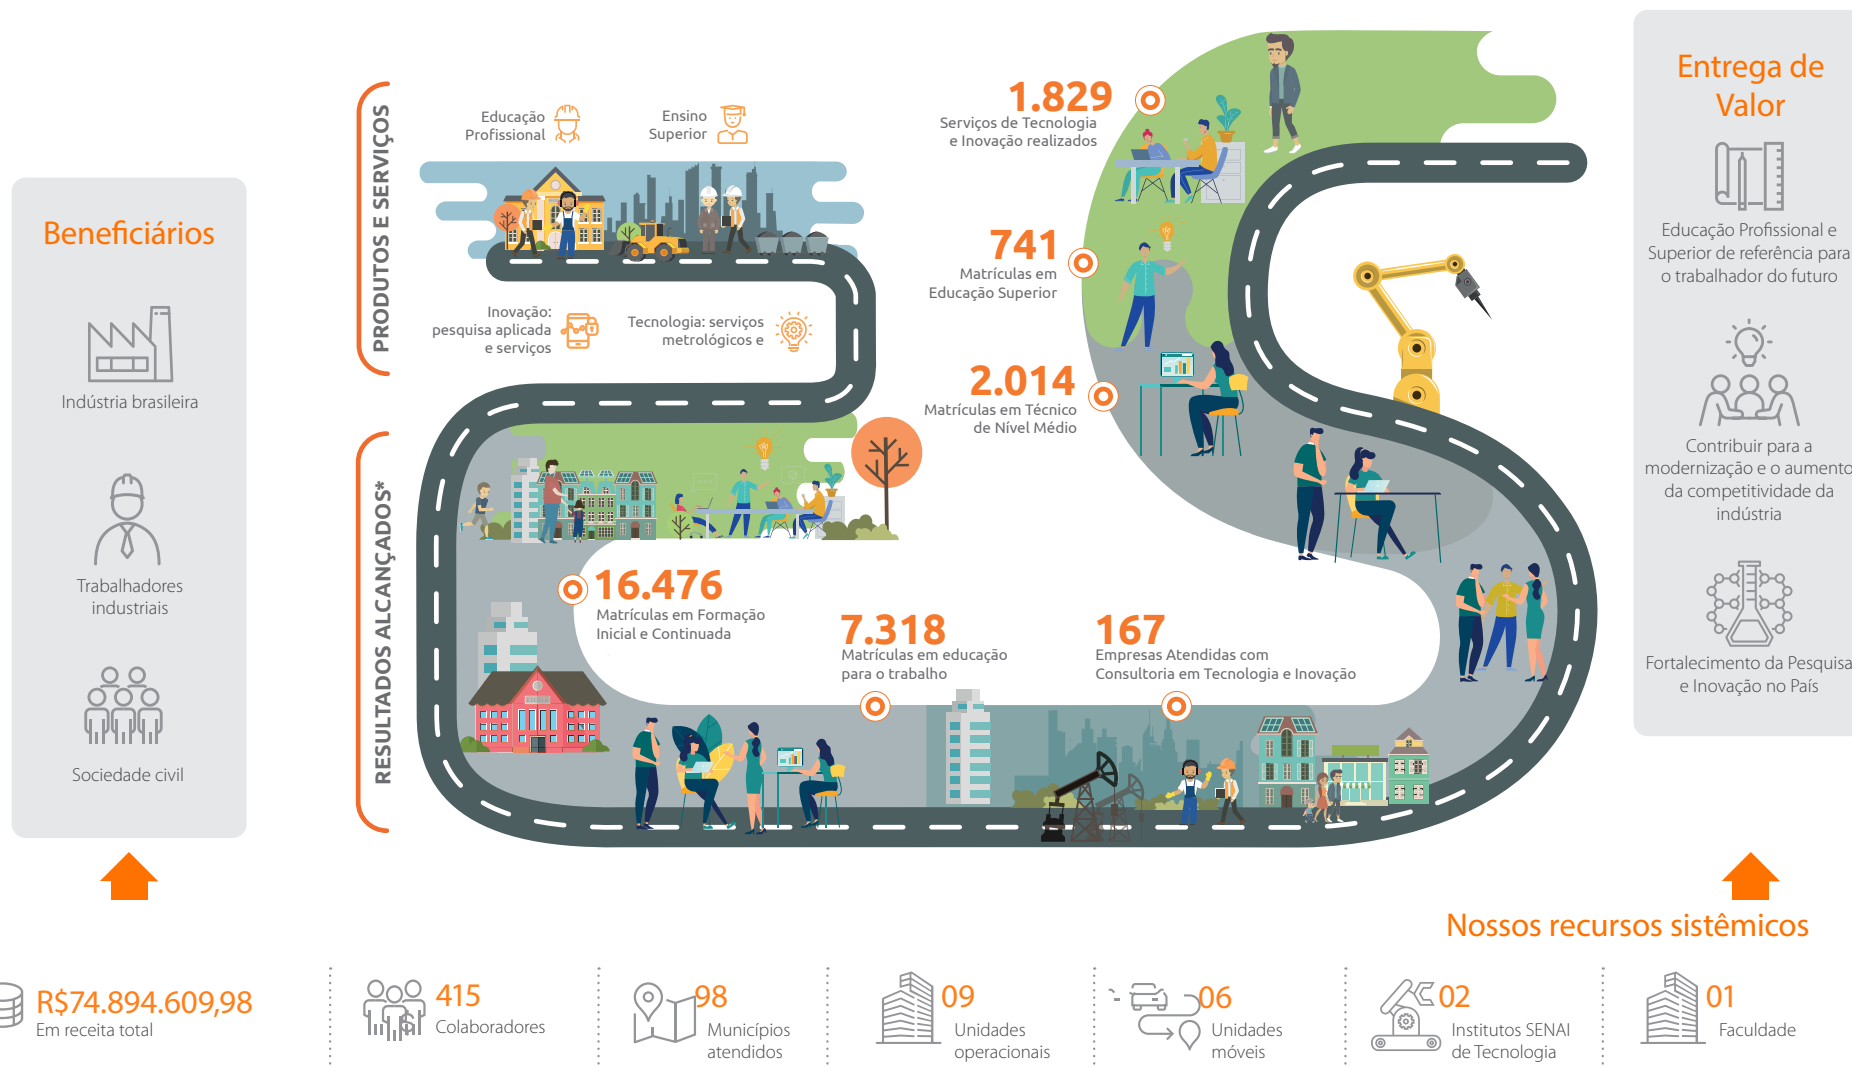 Beneficiários
Indústria brasileira
Trabalhadores
industriais
Sociedade civil
PRODUTOS E SERVIÇOS
Educação
Profissional
Ensino
Superior
Inovação:
pesquisa aplicada
e serviços
Tecnologia: serviços
metrológicos e
RESULTADOS ALCANÇADOS*
1.829
Serviços de Tecnologia
e Inovação realizados
741
Matrículas em
Educação Superior
2.014
Matrículas em Técnico
de Nível Médio
16.476
Matrículas em Formação
Inicial e Continuada
7.318
Matrículas em educação
para o trabalho
167
Empresas Atendidas com
Consultoria em Tecnologia e Inovação
Entrega de
Valor
Educação Profissional e
Superior de referência para
o trabalhador do futuro
Contribuir para a
modernização e o aumento
da competitividade da
indústria
Fortalecimento da Pesquisa
e Inovação no País
Nossos recursos sistêmicos
R$74.894.609,98
Em receita total
415
Colaboradores
98
Municípios
atendidos
09
Unidades
operacionais
06
Unidades
móveis
02
Institutos SENAI
de Tecnologia
01
Faculdade